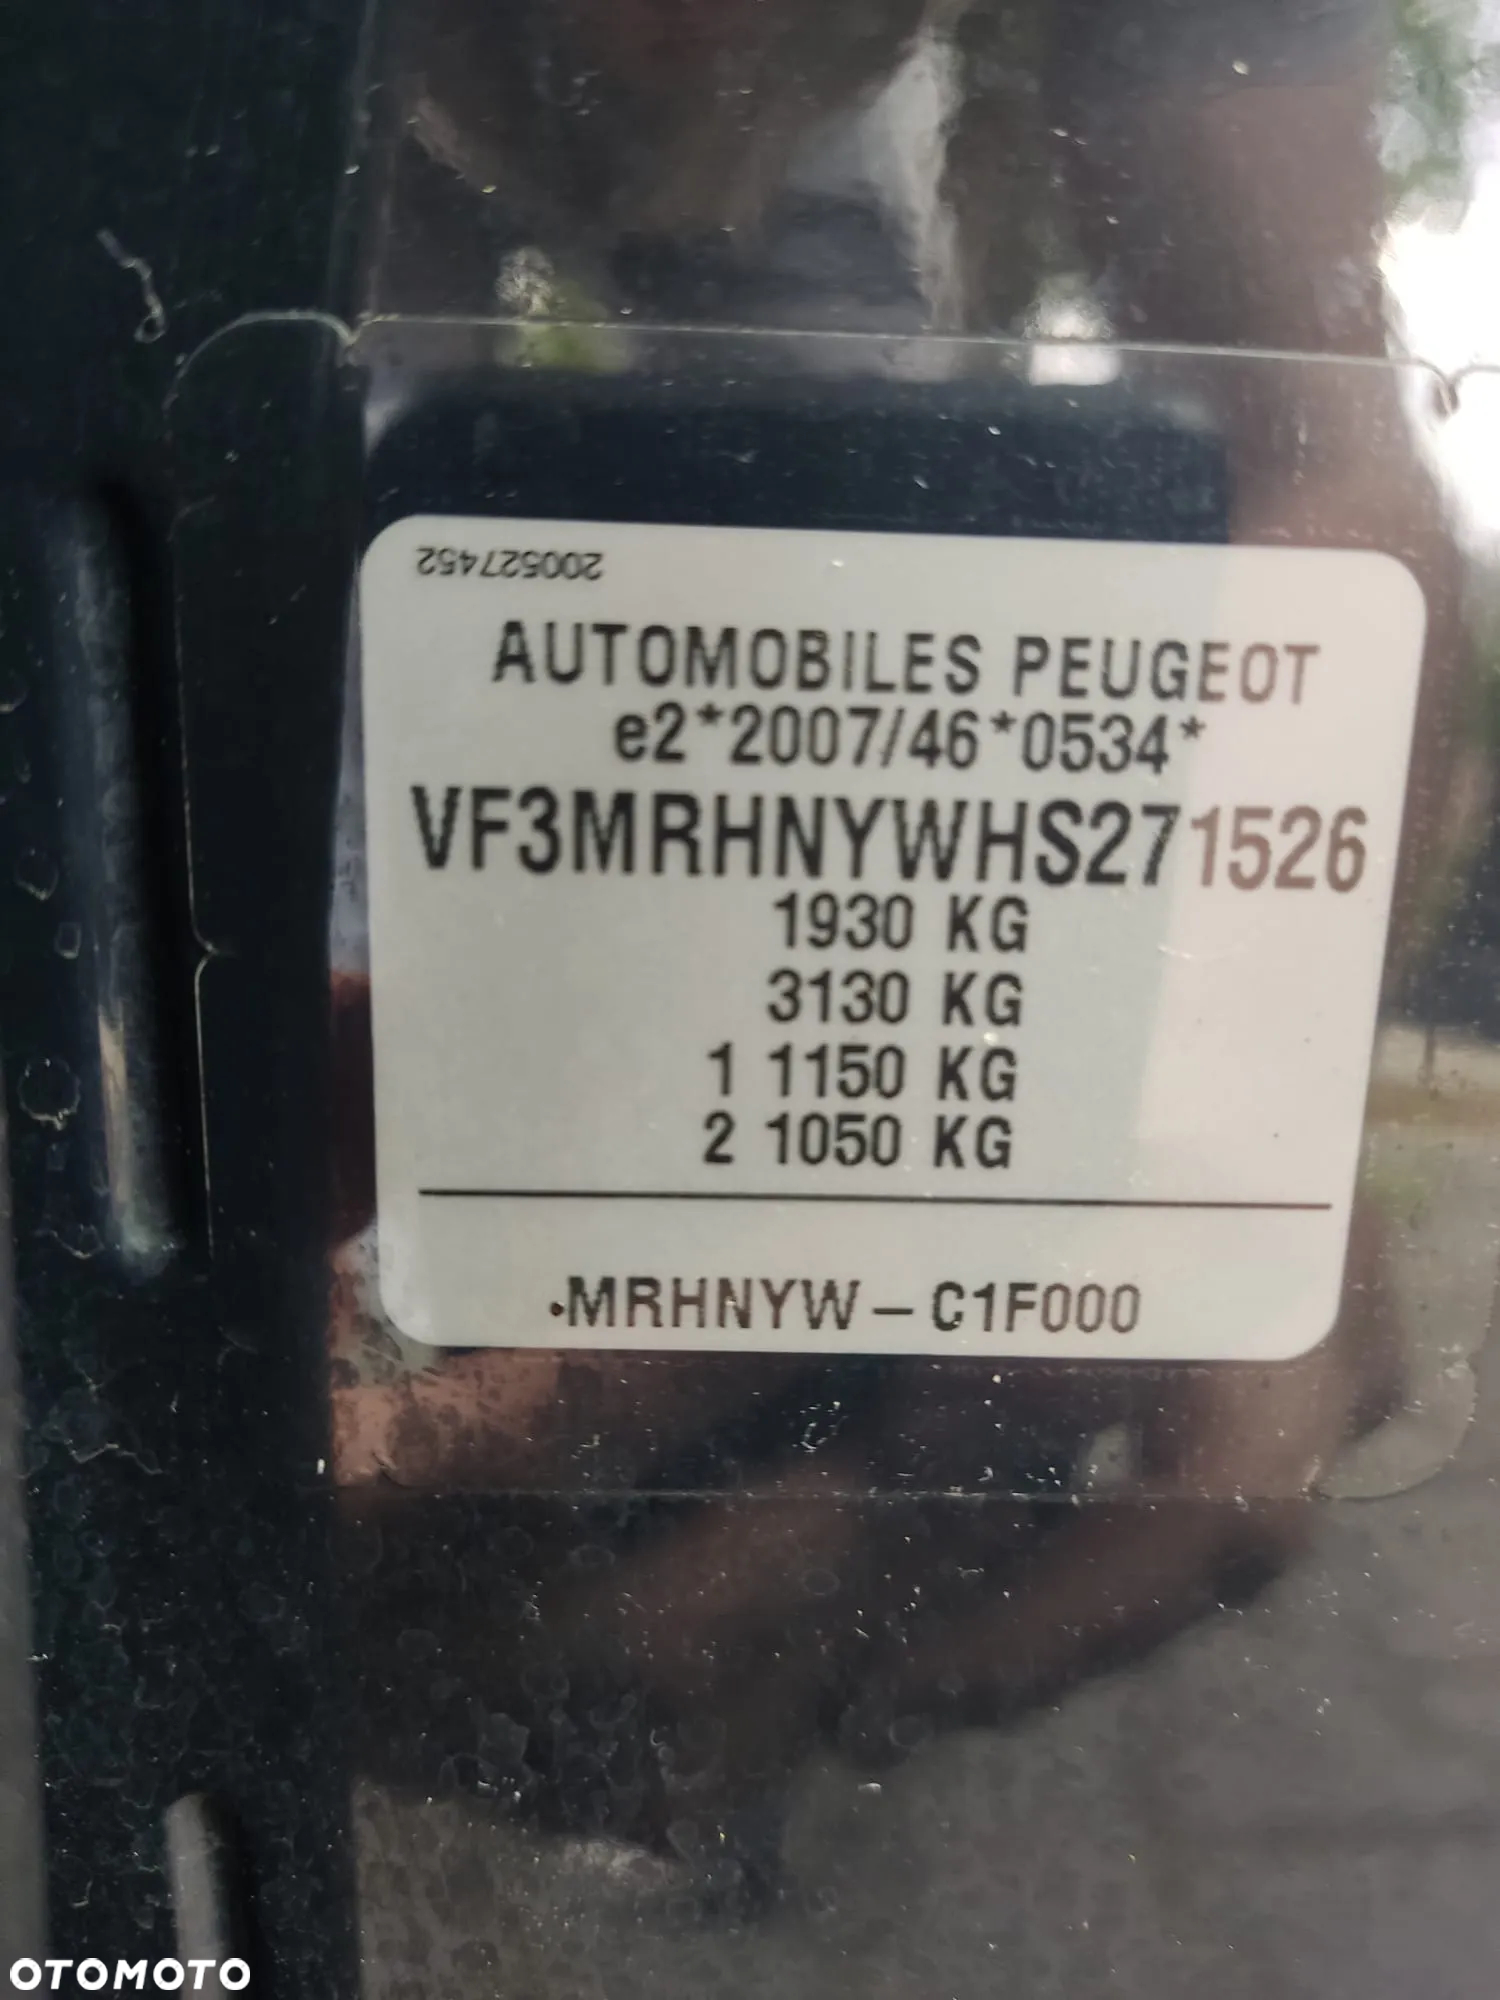 200527452
AUTOMOBILES PEUGEOT
e2*2007/46*0534*
VF3MRHNYWHS271526
1930 KG
3130 KG
1 1150 KG
2 1050 KG
.MRHNYW-C1F000
OTOMOTO